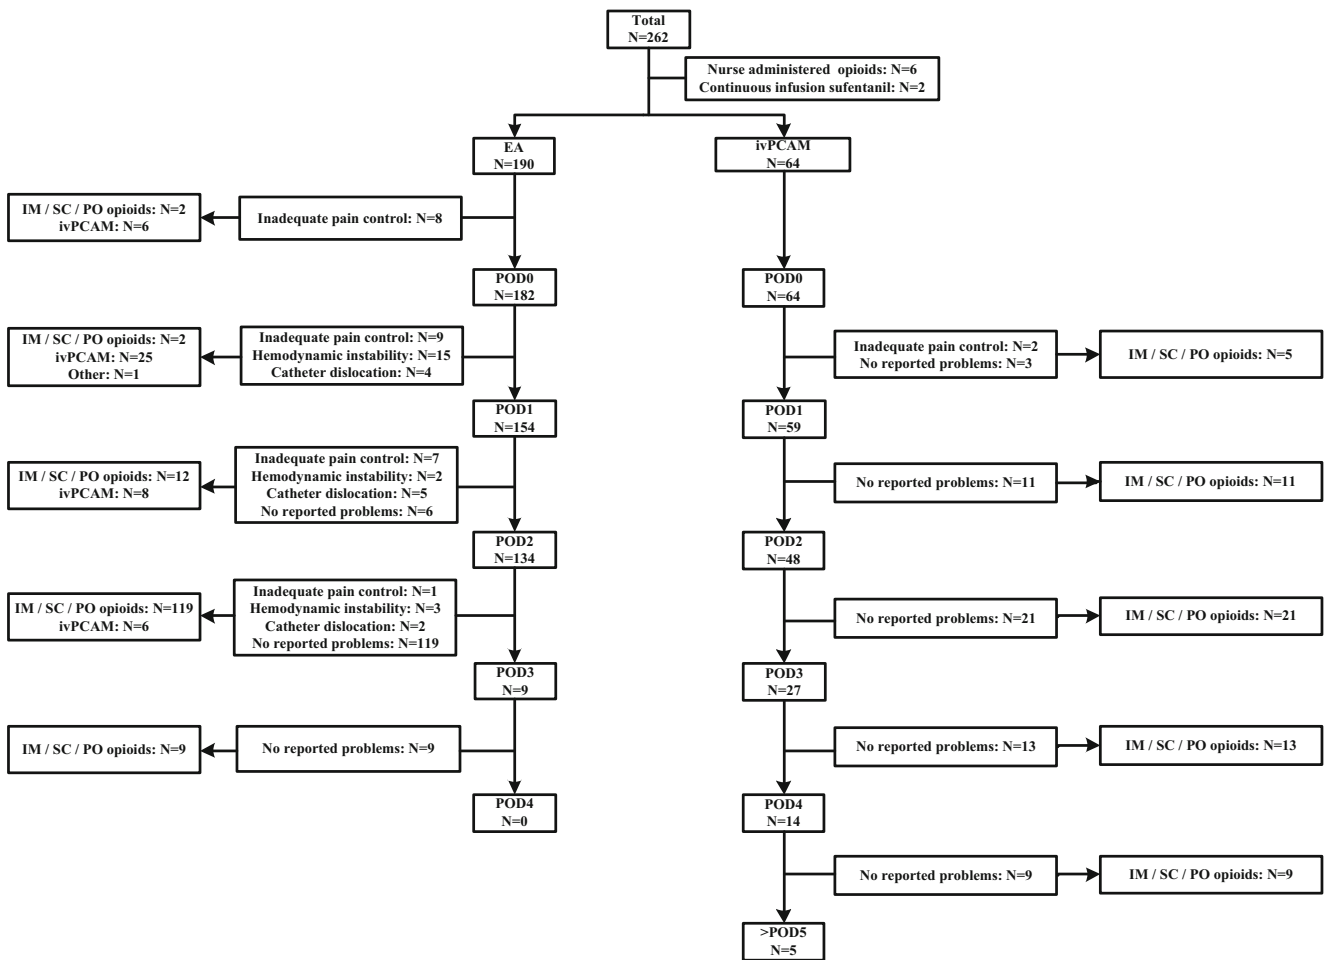 Total
N=262
Nurse administered opioids: N=6
Continuous infusion sufentanil: N=2
EA
N=190
ivPCAM
N=64
IM / SC / PO opioids: N=2
ivPCAM: N=6
Inadequate pain control: N=8
POD0
N=182
POD0
N=64
IM / SC / PO opioids: N=2
ivPCAM: N=25
Other: N=1
Inadequate pain control: N=9
Hemodynamic instability: N=15
Catheter dislocation: N=4
Inadequate pain control: N=2
No reported problems: N=3
IM / SC / PO opioids: N=5
POD1
N=154
POD1
N=59
IM / SC / PO opioids: N=12
ivPCAM: N=8
Inadequate pain control: N=7
Hemodynamic instability: N=2
Catheter dislocation: N=5
No reported problems: N=6
No reported problems: N=11
IM / SC / PO opioids: N=11
POD2
N=134
POD2
N=48
IM / SC / PO opioids: N=119
ivPCAM: N=6
Inadequate pain control: N=1
Hemodynamic instability: N=3
Catheter dislocation: N=2
No reported problems: N=119
No reported problems: N=21
IM / SC / PO opioids: N=21
POD3
N=9
POD3
N=27
IM / SC / PO opioids: N=9
No reported problems: N=9
No reported problems: N=13
IM / SC / PO opioids: N=13
POD4
N=0
POD4
N=14
No reported problems: N=9
IM / SC / PO opioids: N=9
>POD5
N=5